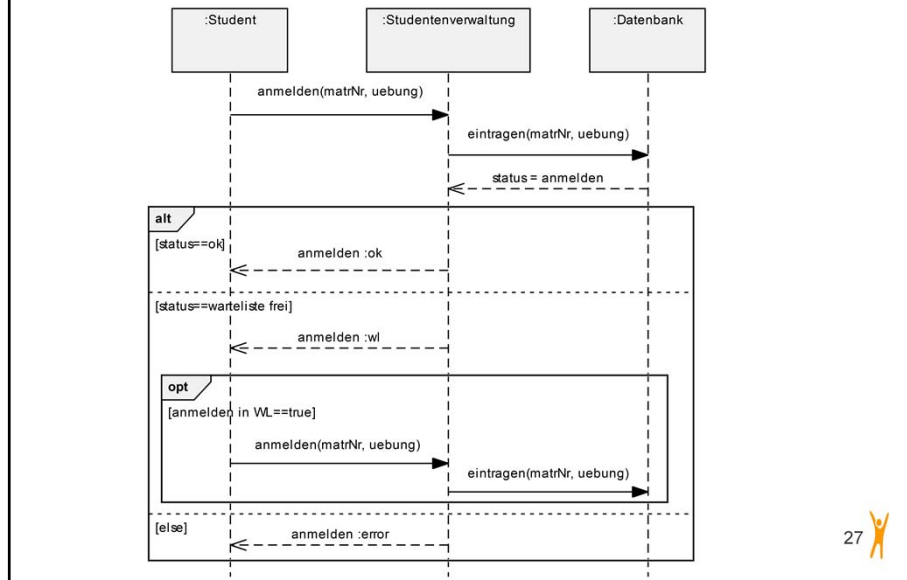 :Student
:Studentenverwaltung
:Datenbank
anmelden(matrNr, uebung)
eintragen(matrNr, uebung)
status = anmelden
alt
[status==ok]
anmelden :ok
[status==warteliste frei]
anmelden :wl
opt
[anmelden in WL==true]
anmelden(matrNr, uebung)
eintragen(matrNr, uebung)
[else]
anmelden :error
27